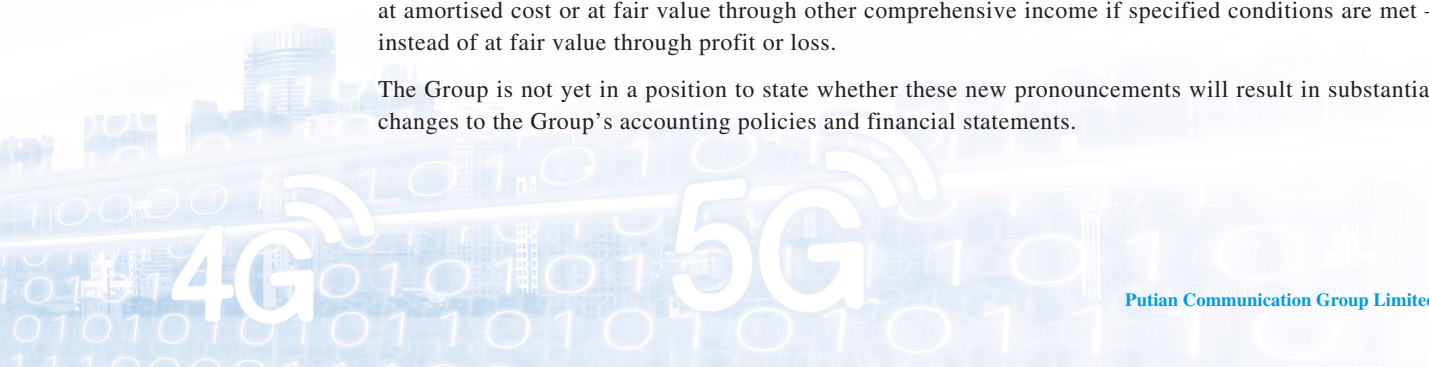 at amortised cost or at fair value through other comprehensive income if specified conditions are met -
instead of at fair value through profit or loss.
The Group is not yet in a position to state whether these new pronouncements will result in substantia
changes to the Group's accounting policies and financial statements.
4G
5G
Putian Communication Group Limite